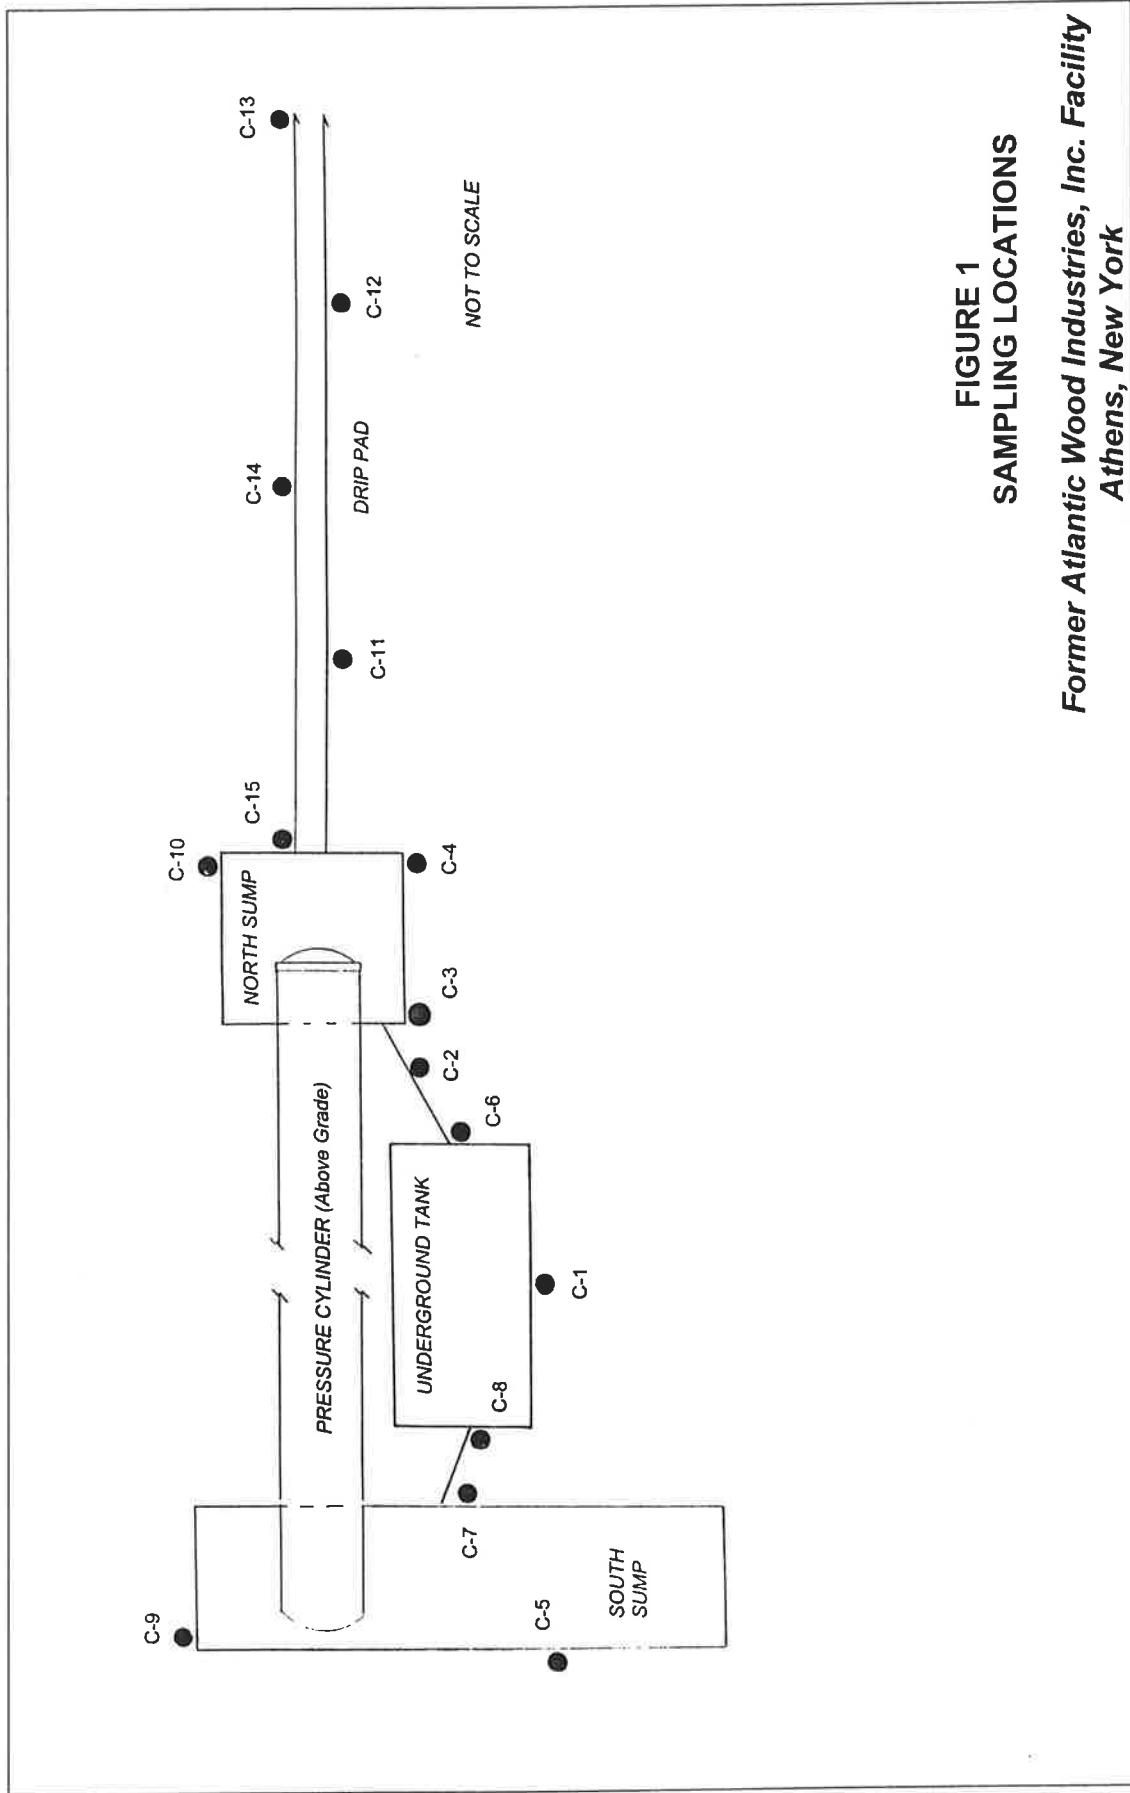 C-9
C-10
C-15
C-14
C-13
NORTH SUMP
PRESSURE CYLINDER (Above Grade)
DRIP PAD
C-11
C-12
NOT TO SCALE
C-4
C-3
C-2
C-6
UNDERGROUND TANK
C-8
C-7
C-1
C-5
SOUTH
SUMP
FIGURE 1
SAMPLING LOCATIONS
Former Atlantic Wood Industries, Inc. Facility
Athens, New York